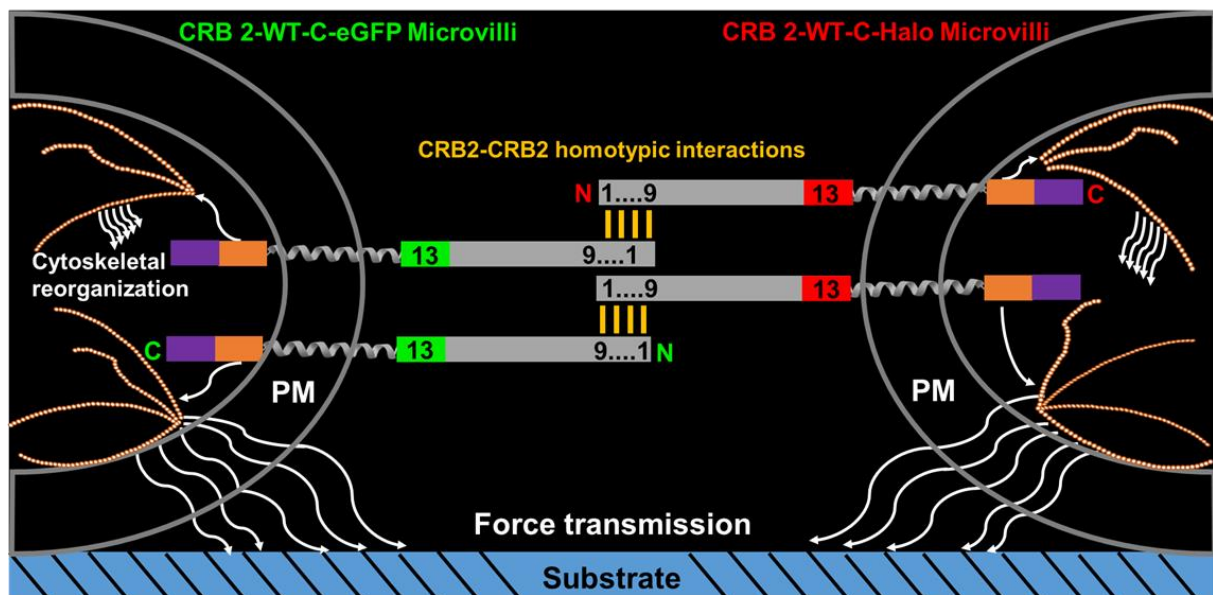 CRB 2-WT-C-eGFP Microvilli
CRB 2-WT-C-Halo Microvilli
CRB2-CRB2 homotypic interactions
N
1....9
13
C
13
9....1
Cytoskeletal
reorganization
1....9
13
C
13
9....1
N
PM
PM
Force transmission
Substrate